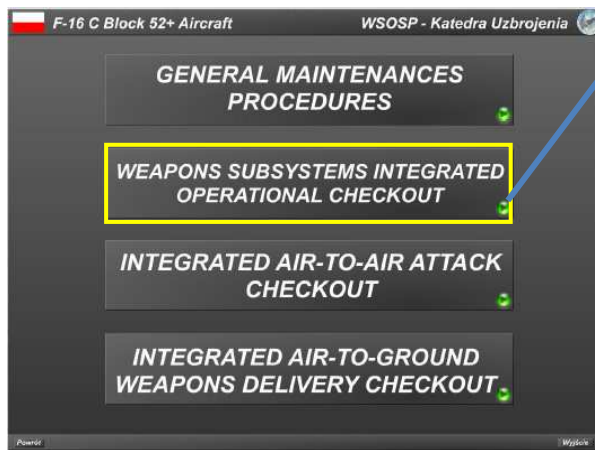 F-16 C Block 52+ Aircraft
WSOSP - Katedra Uzbrojenia
GENERAL MAINTENANCES
PROCEDURES
WEAPONS SUBSYSTEMS INTEGRATED
OPERATIONAL CHECKOUT
INTEGRATED AIR-TO-AIR ATTACK
CHECKOUT
INTEGRATED AIR-TO-GROUND
WEAPONS DELIVERY CHECKOUT
Powrót
Wyjście